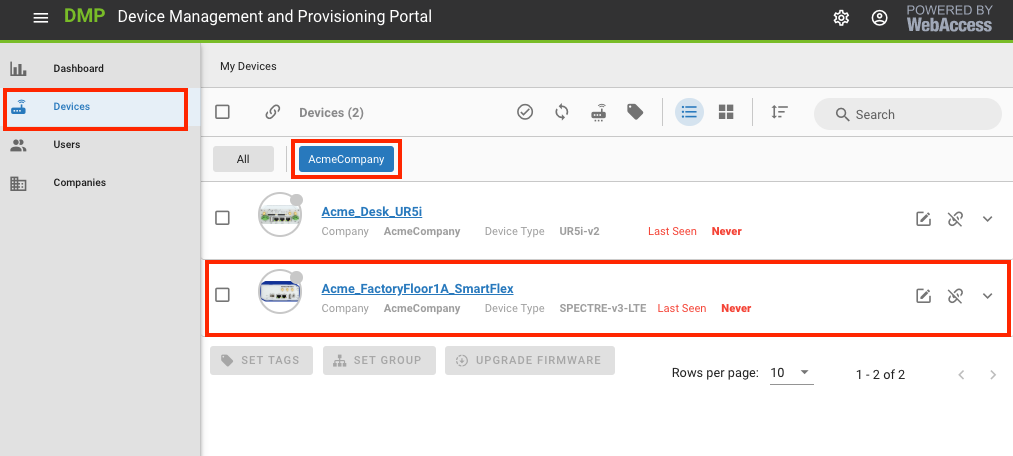 DMP Device Management and Provisioning Portal
POWERED BY
WebAccess
Dashboard
Devices
Users
Companies
My Devices
Devices (2)
Search
All
AcmeCompany
Acme_Desk_UR5i
Company AcmeCompany Device Type UR5i-v2 Last Seen Never
Acme_FactoryFloor1A_SmartFlex
Company AcmeCompany Device Type SPECTRE-v3-LTE Last Seen Never
SET TAGS
SET GROUP
UPGRADE FIRMWARE
Rows per page: 10
1 - 2 of 2